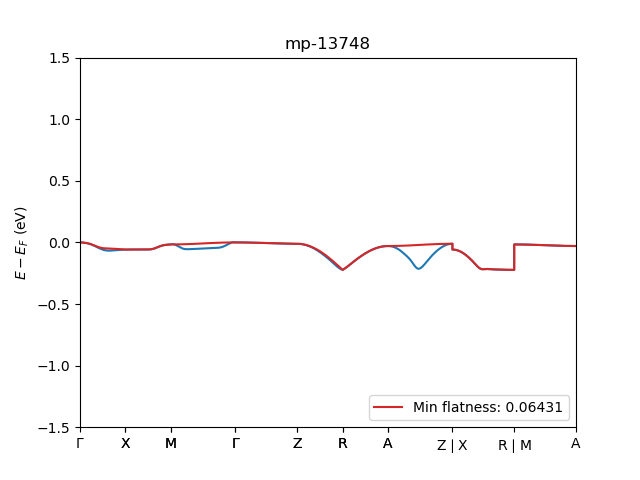 mp-13748
E − E_F (eV)
1.5
1.0
0.5
0.0
−0.5
−1.0
−1.5
Min flatness: 0.06431
Γ X M Γ Z R A Z | X R | M A